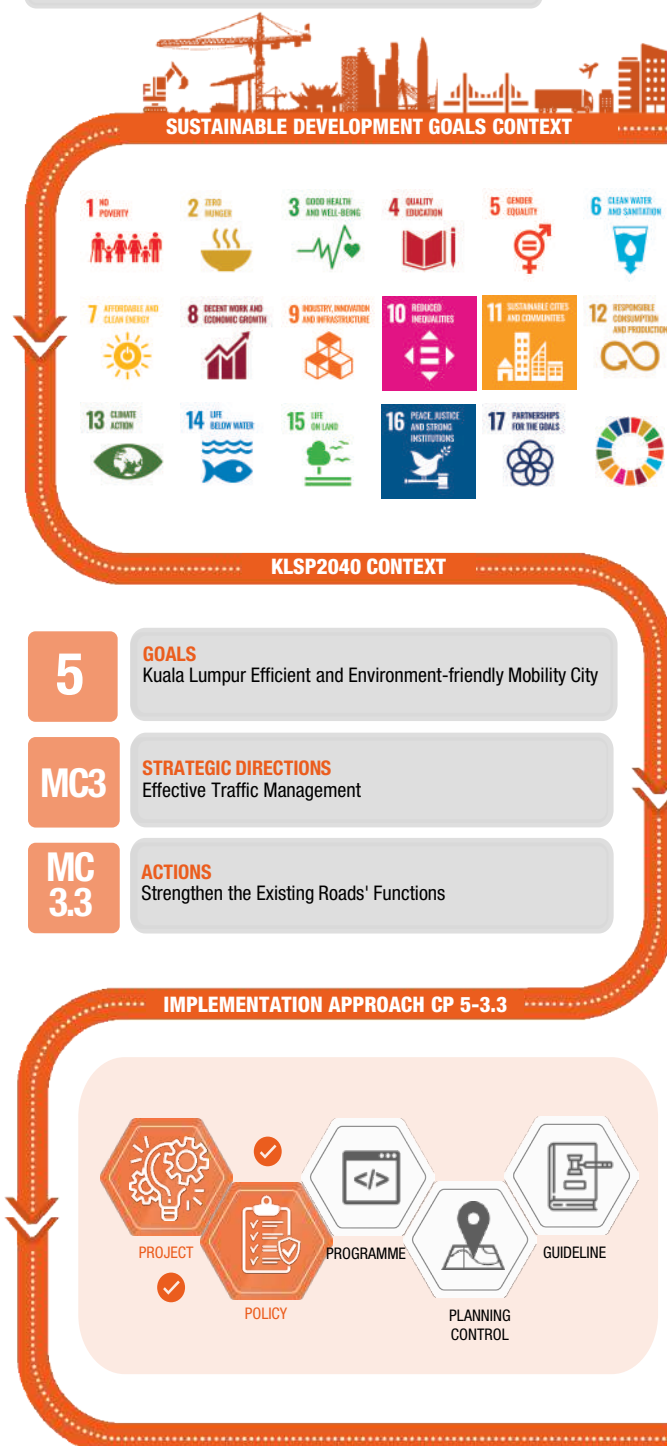 SUSTAINABLE DEVELOPMENT GOALS CONTEXT
1 NO
POVERTY
2 ZERO
HUNGER
3 GOOD HEALTH
AND WELL-BEING
4 QUALITY
EDUCATION
5 GENDER
EQUALITY
6 CLEAN WATER
AND SANITATION
7 AFFORDABLE AND
CLEAN ENERGY
8 DECENT WORK AND
ECONOMIC GROWTH
9 INDUSTRY, INNOVATION
AND INFRASTRUCTURE
10 REDUCED
INEQUALITIES
11 SUSTAINABLE CITIES
AND COMMUNITIES
12 RESPONSIBLE
CONSUMPTION
AND PRODUCTION
13 CLIMATE
ACTION
14 LIFE
BELOW WATER
15 LIFE
ON LAND
16 PEACE, JUSTICE
AND STRONG
INSTITUTIONS
17 PARTNERSHIPS
FOR THE GOALS
KLSP2040 CONTEXT
5
GOALS
Kuala Lumpur Efficient and Environment-friendly Mobility City
MC3
STRATEGIC DIRECTIONS
Effective Traffic Management
MC
3.3
ACTIONS
Strengthen the Existing Roads' Functions
IMPLEMENTATION APPROACH CP 5-3.3
</>
PROJECT
POLICY
PROGRAMME
PLANNING
CONTROL
GUIDELINE